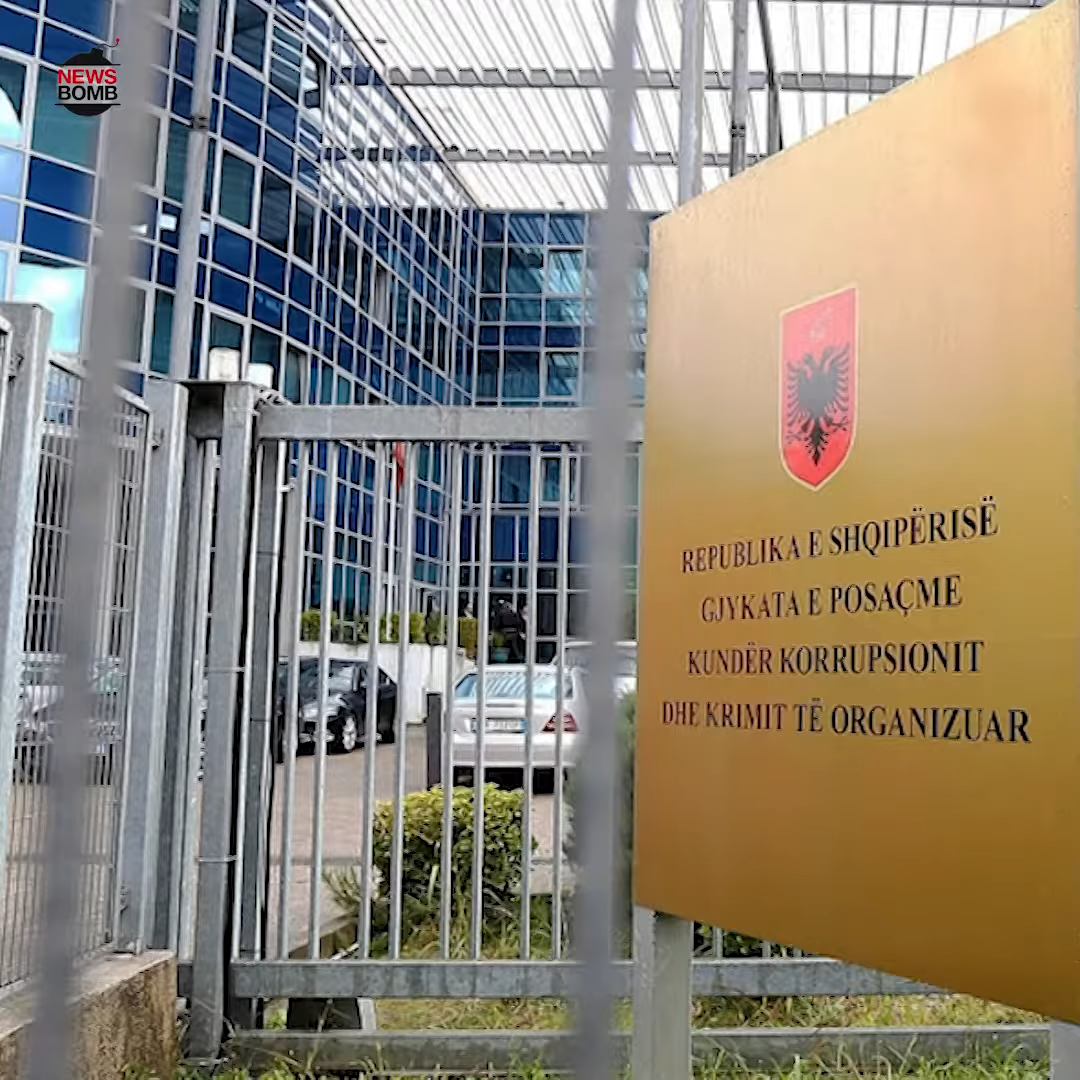 NEWS
BOMB
REPUBLIKA E SHQIPËRISË
GJYKATA E POSAÇME
KUNDËR KORRUPSIONIT
DHE KRIMIT TË ORGANIZUAR